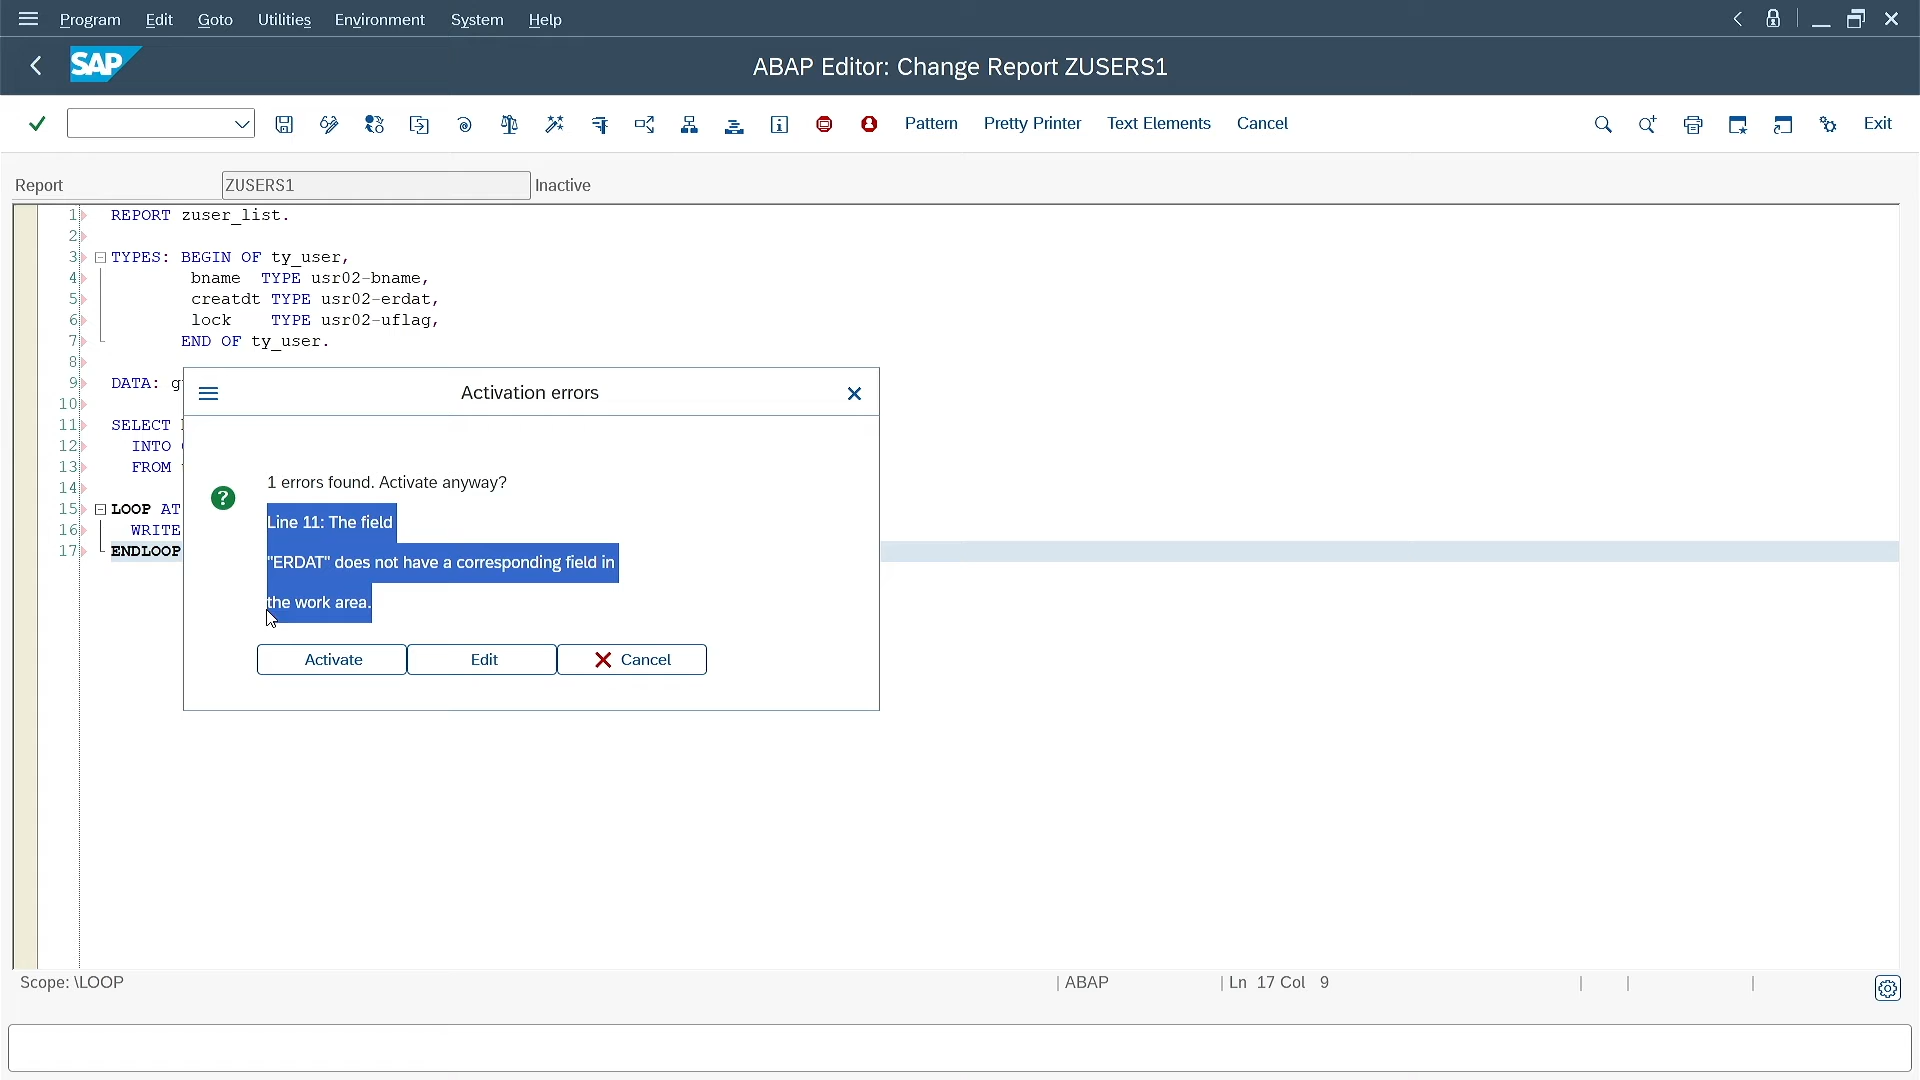 Program Edit Goto Utilities Environment System Help
SAP ABAP Editor: Change Report ZUSERS1
Pattern Pretty Printer Text Elements Cancel Exit
Report ZUSERS1 Inactive
1 REPORT zuser_list.
2
3 TYPES: BEGIN OF ty_user,
4 bname TYPE usr02-bname,
5 creatdt TYPE usr02-erdat,
6 lock TYPE usr02-uflag,
7 END OF ty_user.
8
9 DATA:
10
11 SELECT
12 INTO
13 FROM
14
15 LOOP AT
16 WRITE
17 ENDLOOP
Activation errors
1 errors found. Activate anyway?
Line 11: The field
"ERDAT" does not have a corresponding field in
the work area.
Activate Edit Cancel
Scope: \LOOP | ABAP | Ln 17 Col 9